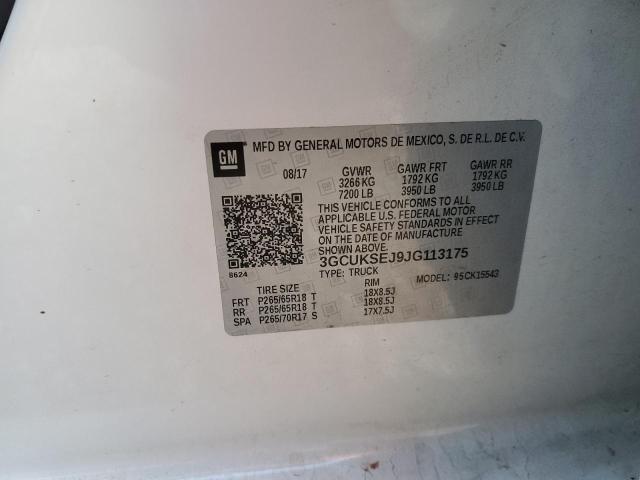 GM
MFD BY GENERAL MOTORS DE MEXICO, S. DE R.L. DE C.V.
08/17 GVWR GAWR FRT GAWR RR
3266 KG 1792 KG 1792 KG
7200 LB 3950 LB 3950 LB
THIS VEHICLE CONFORMS TO ALL
APPLICABLE U.S. FEDERAL MOTOR
VEHICLE SAFETY STANDARDS IN EFFECT
ON THE DATE OF MANUFACTURE
SHOWN ABOVE.
3GCUKSEJ9JG113175
8624
TYPE: TRUCK MODEL: 95CK15543
TIRE SIZE RIM
FRT P265/65R18 T 18X8.5J
RR P265/65R18 T 18X8.5J
SPA P265/70R17 S 17X7.5J